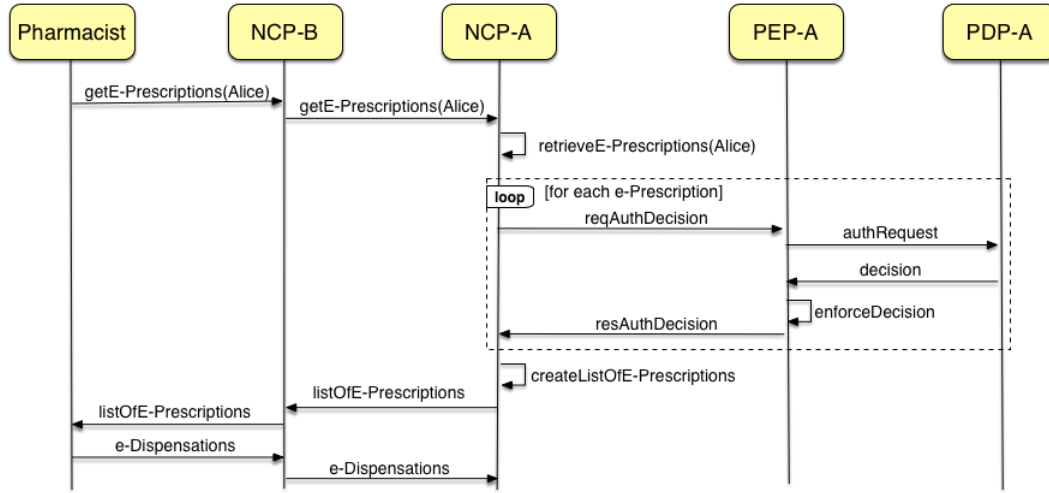 Pharmacist
NCP-B
NCP-A
PEP-A
PDP-A
getE-Prescriptions(Alice)
getE-Prescriptions(Alice)
retrieveE-Prescriptions(Alice)
loop
[for each e-Prescription]
reqAuthDecision
authRequest
decision
enforceDecision
resAuthDecision
createListOfE-Prescriptions
listOfE-Prescriptions
listOfE-Prescriptions
e-Dispensations
e-Dispensations